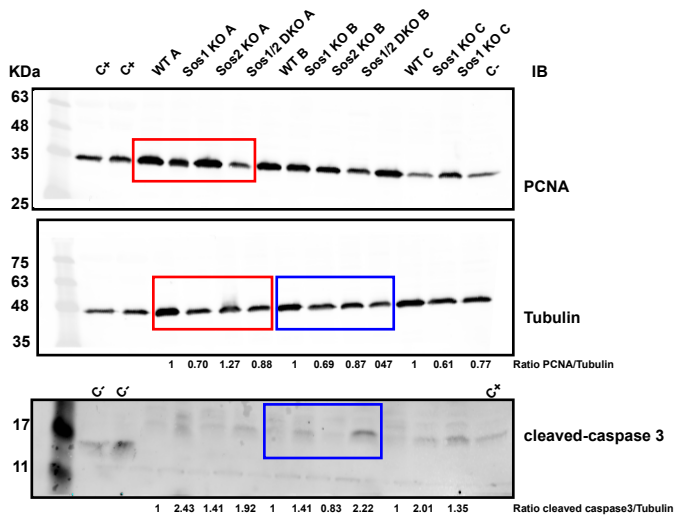 KDa C+ C+ WT A Sos1 KO A Sos2 KO A Sos1/2 DKO A WT B Sos1 KO B Sos2 KO B Sos1/2 DKO B WT C Sos1 KO C Sos1 KO C C- IB
63
48
35
25
PCNA
75
63
48
35
Tubulin
1 0.70 1.27 0.88 1 0.69 0.87 047 1 0.61 0.77 Ratio PCNA/Tubulin
C- C- C+
17
11
cleaved-caspase 3
1 2.43 1.41 1.92 1 1.41 0.83 2.22 1 2.01 1.35 Ratio cleaved caspase3/Tubulin